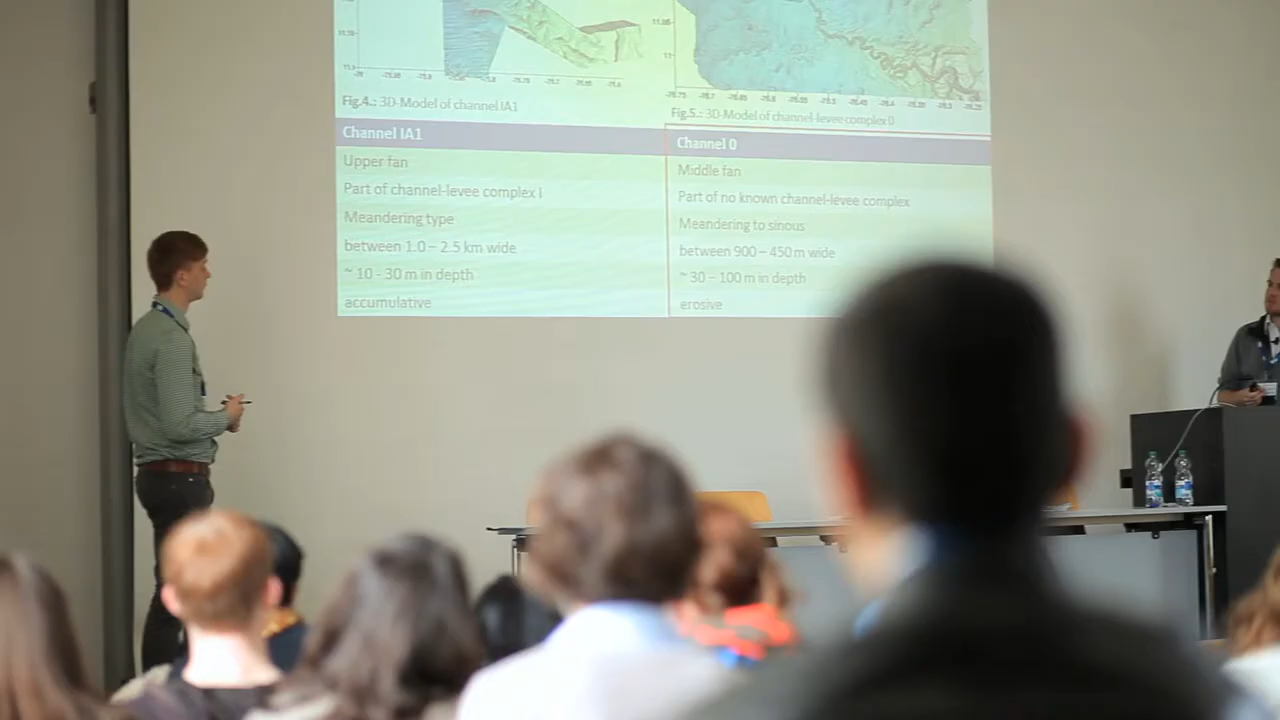 Fig.4.: 3D-Model of channel IA1
Fig.5.: 3D-Model of channel-levee complex 0
Channel IA1
Upper fan
Part of channel-levee complex I
Meandering type
between 1.0 – 2.5 km wide
~ 10 - 30 m in depth
accumulative
Channel 0
Middle fan
Part of no known channel-levee complex
Meandering to sinous
between 900 – 450 m wide
~ 30 – 100 m in depth
erosive